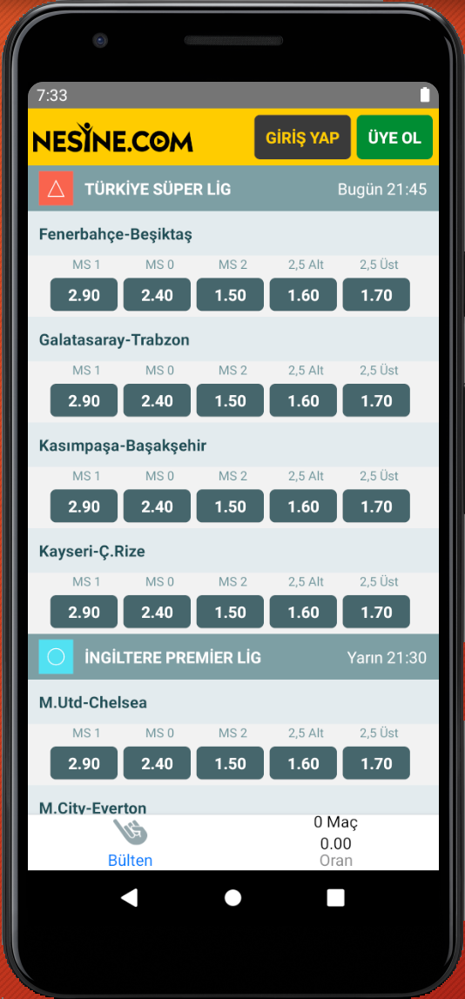 7:33
NESİNE.COM
GİRİŞ YAP
ÜYE OL
TÜRKİYE SÜPER LİG
Bugün 21:45
Fenerbahçe-Beşiktaş
MS 1 MS 0 MS 2 2,5 Alt 2,5 Üst
2.90 2.40 1.50 1.60 1.70
Galatasaray-Trabzon
MS 1 MS 0 MS 2 2,5 Alt 2,5 Üst
2.90 2.40 1.50 1.60 1.70
Kasımpaşa-Başakşehir
MS 1 MS 0 MS 2 2,5 Alt 2,5 Üst
2.90 2.40 1.50 1.60 1.70
Kayseri-Ç.Rize
MS 1 MS 0 MS 2 2,5 Alt 2,5 Üst
2.90 2.40 1.50 1.60 1.70
İNGİLTERE PREMİER LİG
Yarın 21:30
M.Utd-Chelsea
MS 1 MS 0 MS 2 2,5 Alt 2,5 Üst
2.90 2.40 1.50 1.60 1.70
M.City-Everton
Bülten
0 Maç
0.00
Oran